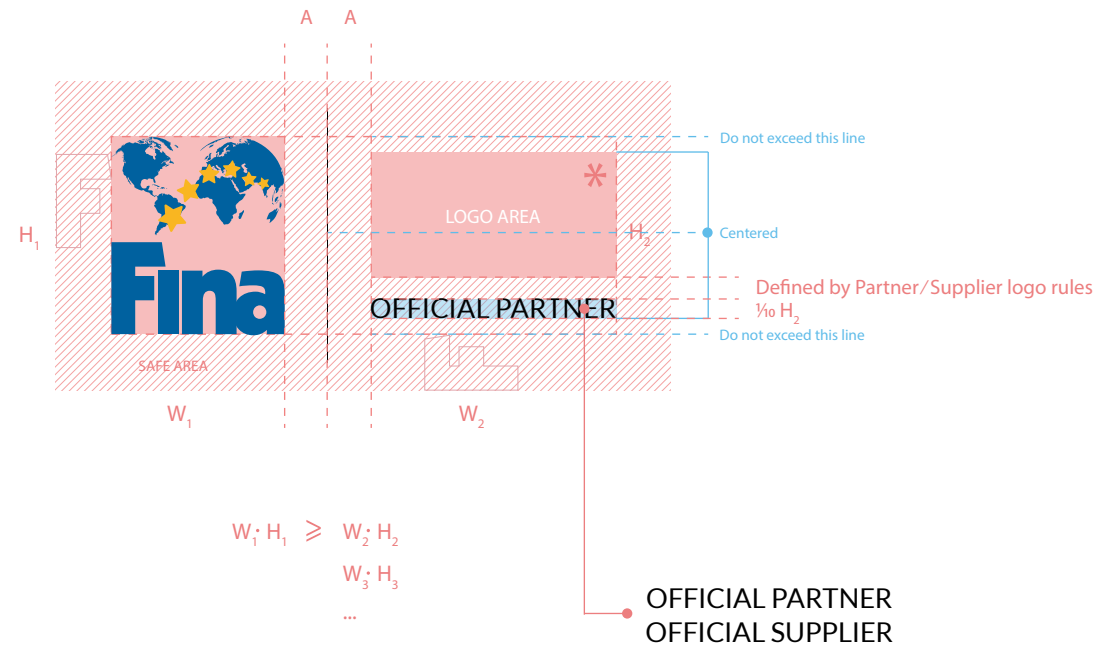 A A
Do not exceed this line
*
LOGO AREA
H₁
H₂
Centered
Fina
Defined by Partner/Supplier logo rules
OFFICIAL PARTNER
⅒ H₂
Do not exceed this line
SAFE AREA
W₁
W₂
W₁· H₁ ⩾ W₂· H₂
W₃· H₃
...
OFFICIAL PARTNER
OFFICIAL SUPPLIER